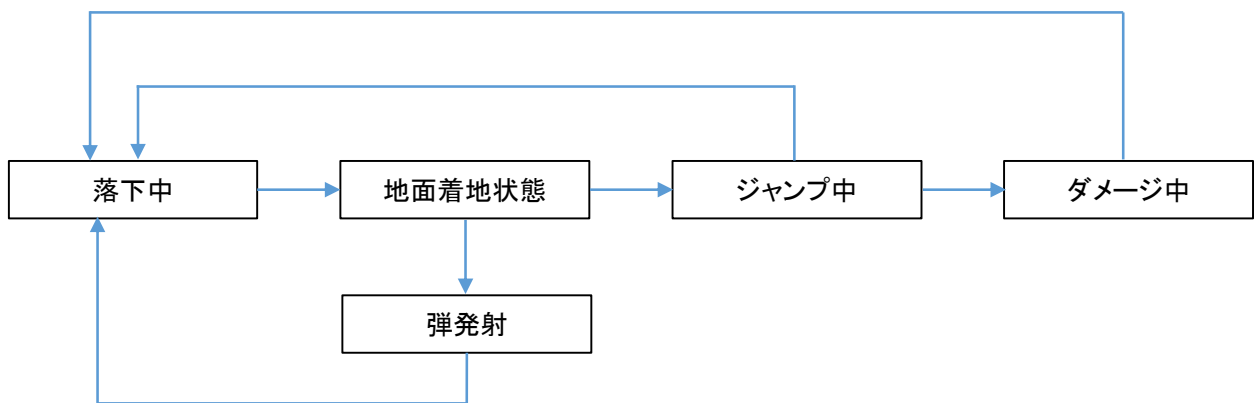 落下中
地面着地状態
ジャンプ中
ダメージ中
弾発射